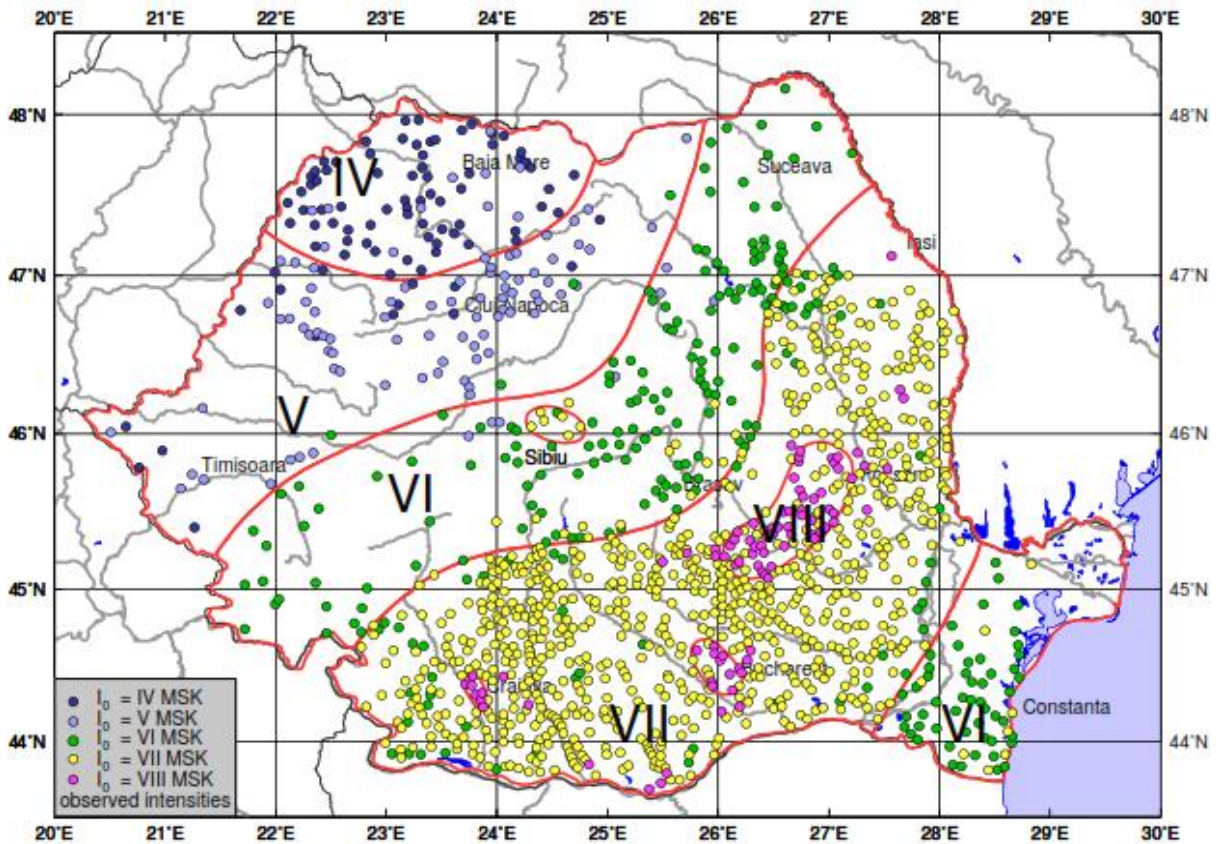 20°E 21°E 22°E 23°E 24°E 25°E 26°E 27°E 28°E 29°E 30°E
48°N 48°N
Baja Mare
IV
Suceava
Iasi
47°N 47°N
Cluj-Napoca
V
46°N 46°N
Timisoara
Sibiu
VI
VIII
45°N 45°N
Craiova
VII
VI
Constanta
44°N 44°N
I₀ = IV MSK
I₀ = V MSK
I₀ = VI MSK
I₀ = VII MSK
I₀ = VIII MSK
observed intensities
20°E 21°E 22°E 23°E 24°E 25°E 26°E 27°E 28°E 29°E 30°E